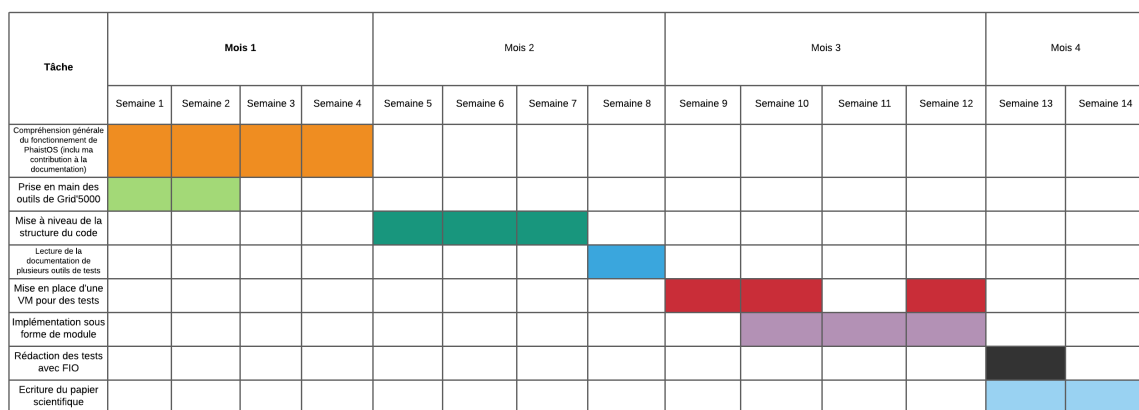 Tâche
Mois 1
Mois 2
Mois 3
Mois 4
Semaine 1
Semaine 2
Semaine 3
Semaine 4
Semaine 5
Semaine 6
Semaine 7
Semaine 8
Semaine 9
Semaine 10
Semaine 11
Semaine 12
Semaine 13
Semaine 14
Compréhension générale
du fonctionnement de
PhaistOS (inclu ma
contribution à la
documentation)
Prise en main des
outils de Grid'5000
Mise à niveau de la
structure du code
Lecture de la
documentation de
plusieurs outils de tests
Mise en place d'une
VM pour des tests
Implémentation sous
forme de module
Rédaction des tests
avec FIO
Ecriture du papier
scientifique